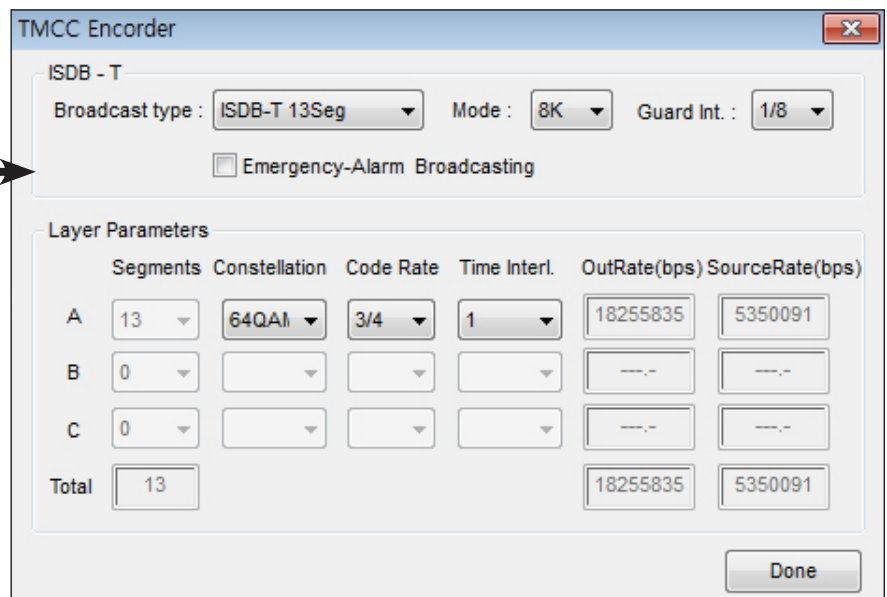 TMCC Encorder
ISDB - T
Broadcast type : ISDB-T 13Seg Mode : 8K Guard Int. : 1/8
Emergency-Alarm Broadcasting
Layer Parameters
Segments Constellation Code Rate Time Interl. OutRate(bps) SourceRate(bps)
A 13 64QAM 3/4 1 18255835 5350091
B 0 ---.- ---.-
C 0 ---.- ---.-
Total 13 18255835 5350091
Done